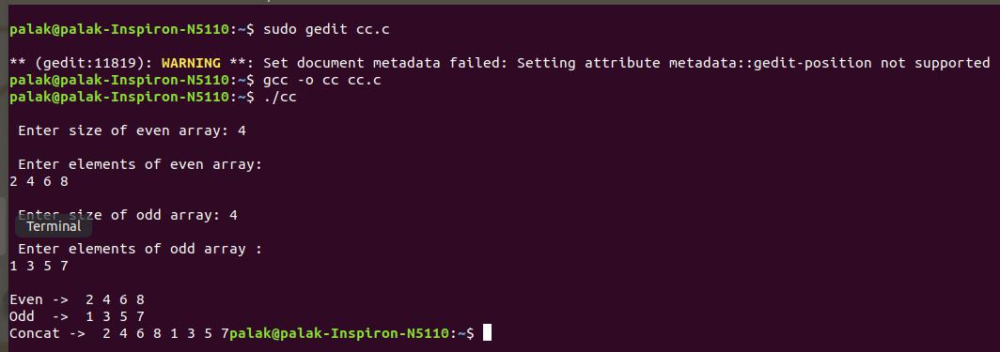 palak@palak-Inspiron-N5110:~$ sudo gedit cc.c
** (gedit:11819): WARNING **: Set document metadata failed: Setting attribute metadata::gedit-position not supported
palak@palak-Inspiron-N5110:~$ gcc -o cc cc.c
palak@palak-Inspiron-N5110:~$ ./cc
Enter size of even array: 4
Enter elements of even array:
2 4 6 8
Enter size of odd array: 4
Terminal
Enter elements of odd array :
1 3 5 7
Even ->  2 4 6 8
Odd  ->  1 3 5 7
Concat ->  2 4 6 8 1 3 5 7palak@palak-Inspiron-N5110:~$